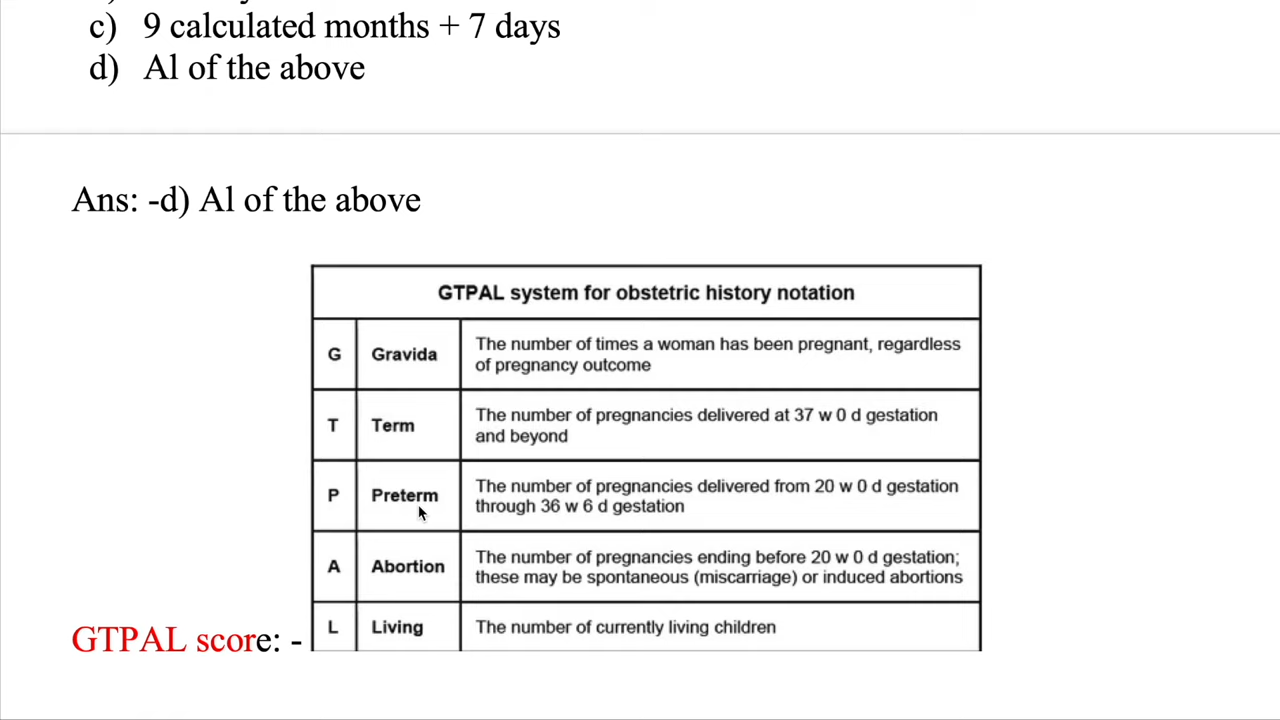 c) 9 calculated months + 7 days
d) Al of the above
Ans: -d) Al of the above
GTPAL system for obstetric history notation
G Gravida The number of times a woman has been pregnant, regardless
of pregnancy outcome
T Term The number of pregnancies delivered at 37 w 0 d gestation
and beyond
P Preterm The number of pregnancies delivered from 20 w 0 d gestation
through 36 w 6 d gestation
A Abortion The number of pregnancies ending before 20 w 0 d gestation;
these may be spontaneous (miscarriage) or induced abortions
L Living The number of currently living children
GTPAL score: -